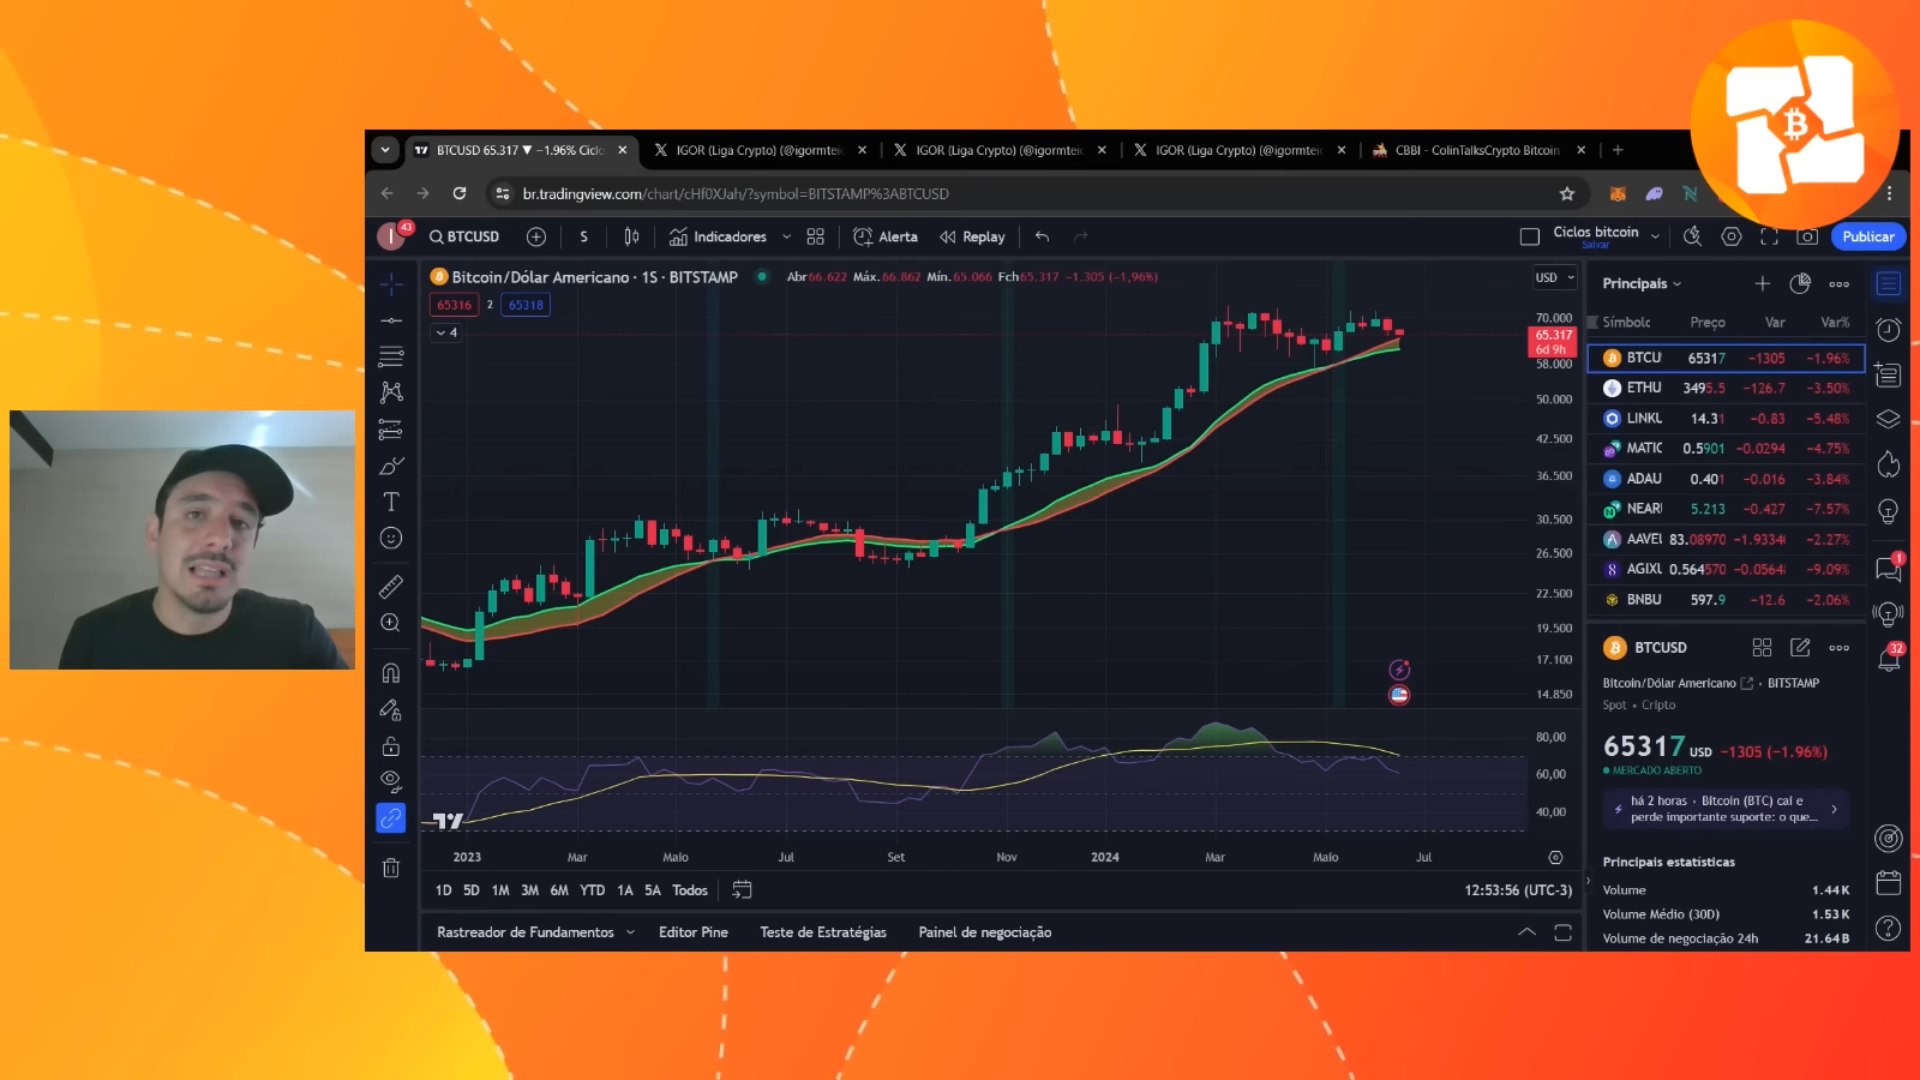 BTCUSD 65.317 ▼ −1.96% Ciclo
IGOR (Liga Crypto) (@igormtei
IGOR (Liga Crypto) (@igormtei
IGOR (Liga Crypto) (@igormtei
CBBI - ColinTalksCrypto Bitcoin
br.tradingview.com/chart/cHf0XJah/?symbol=BITSTAMP%3ABTCUSD
I 43
BTCUSD
S
Indicadores
Alerta
Replay
Ciclos bitcoin
Salvar
Publicar
Bitcoin/Dólar Americano · 1S · BITSTAMP
Abr66.622 Máx.66.862 Mín.65.066 Fch65.317 −1.305 (−1,96%)
65316 2 65318
4
USD
70.000
65.317
6d 9h
58.000
50.000
42.500
36.500
30.500
26.500
22.500
19.500
17.100
14.850
80,00
60,00
40,00
2023 Mar Maio Jul Set Nov 2024 Mar Maio Jul
1D 5D 1M 3M 6M YTD 1A 5A Todos
12:53:56 (UTC-3)
Rastreador de Fundamentos
Editor Pine
Teste de Estratégias
Painel de negociação
Principais
Símbolo Preço Var Var%
BTCU 65317 −1305 −1.96%
ETHU 3495.5 −126.7 −3.50%
LINKU 14.31 −0.83 −5.48%
MATIC 0.5901 −0.0294 −4.75%
ADAU 0.401 −0.016 −3.84%
NEARU 5.213 −0.427 −7.57%
AAVEU 83.08970 −1.9334 −2.27%
AGIXU 0.564570 −0.0564 −9.09%
BNBU 597.9 −12.6 −2.06%
BTCUSD
Bitcoin/Dólar Americano · BITSTAMP
Spot • Cripto
65317 USD −1305 (−1.96%)
MERCADO ABERTO
há 2 horas · Bitcoin (BTC) cai e
perde importante suporte: o que...
Principais estatísticas
Volume 1.44K
Volume Médio (30D) 1.53K
Volume de negociação 24h 21.64B
1
32